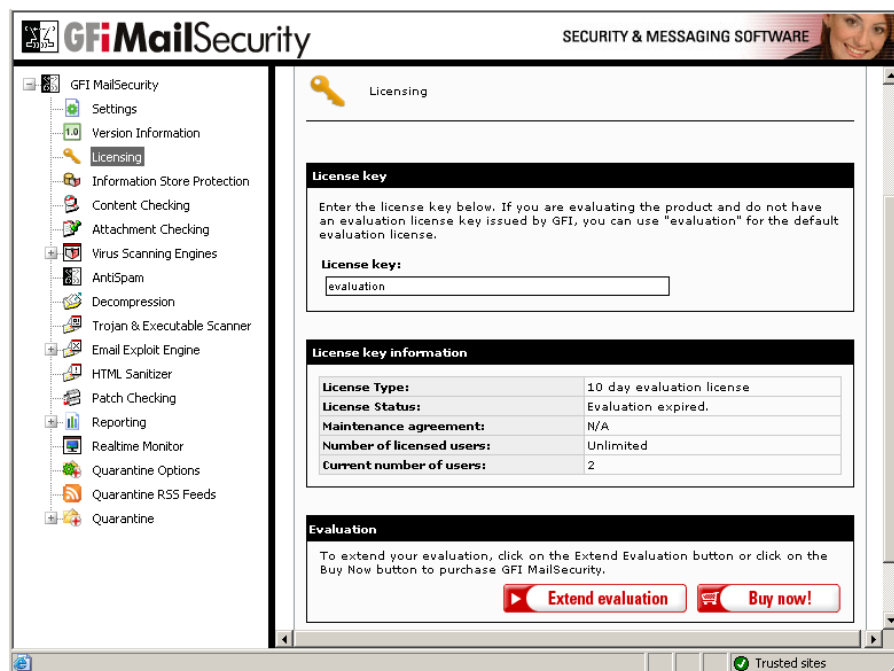 GFi MailSecurity
SECURITY & MESSAGING SOFTWARE
GFI MailSecurity
Settings
1.0 Version Information
Licensing
Information Store Protection
Content Checking
Attachment Checking
Virus Scanning Engines
AntiSpam
Decompression
Trojan & Executable Scanner
Email Exploit Engine
HTML Sanitizer
Patch Checking
Reporting
Realtime Monitor
Quarantine Options
Quarantine RSS Feeds
Quarantine
Licensing
License key
Enter the license key below. If you are evaluating the product and do not have
an evaluation license key issued by GFI, you can use "evaluation" for the default
evaluation license.
License key:
evaluation
License key information
License Type: 10 day evaluation license
License Status: Evaluation expired.
Maintenance agreement: N/A
Number of licensed users: Unlimited
Current number of users: 2
Evaluation
To extend your evaluation, click on the Extend Evaluation button or click on the
Buy Now button to purchase GFI MailSecurity.
Extend evaluation Buy now!
Trusted sites